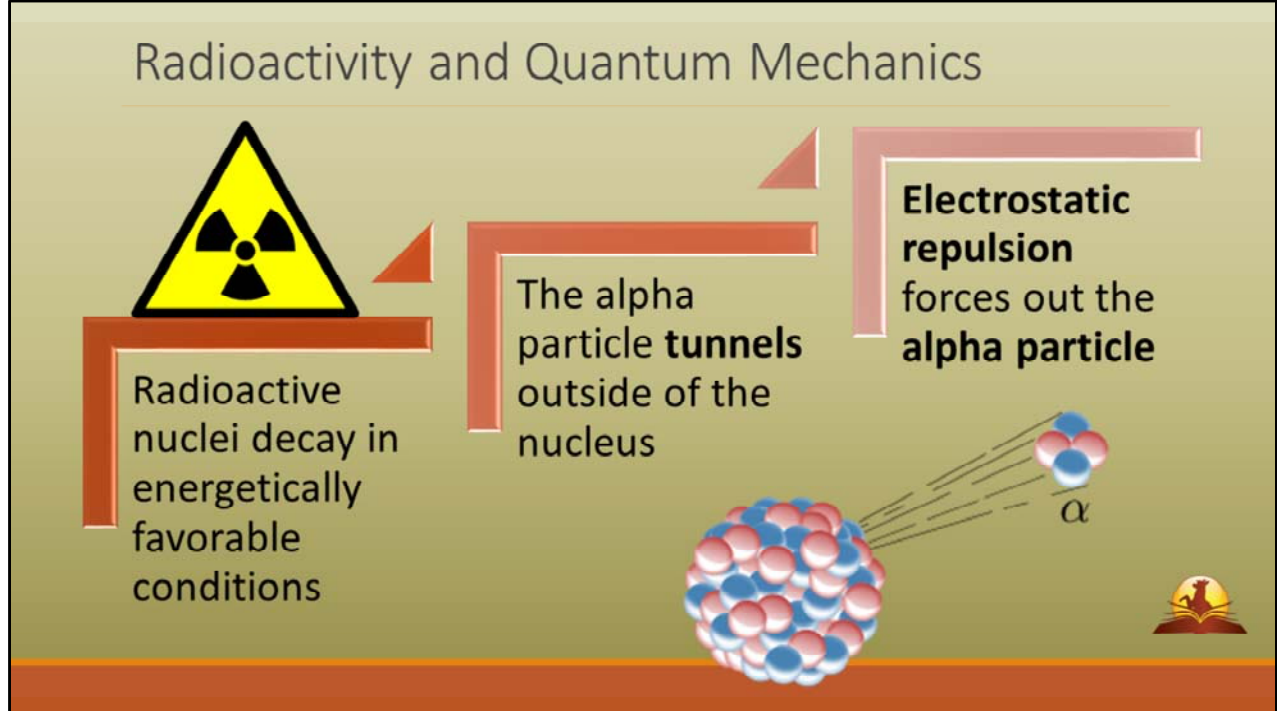 Radioactivity and Quantum Mechanics
Radioactive
nuclei decay in
energetically
favorable
conditions
The alpha
particle tunnels
outside of the
nucleus
Electrostatic
repulsion
forces out the
alpha particle
α